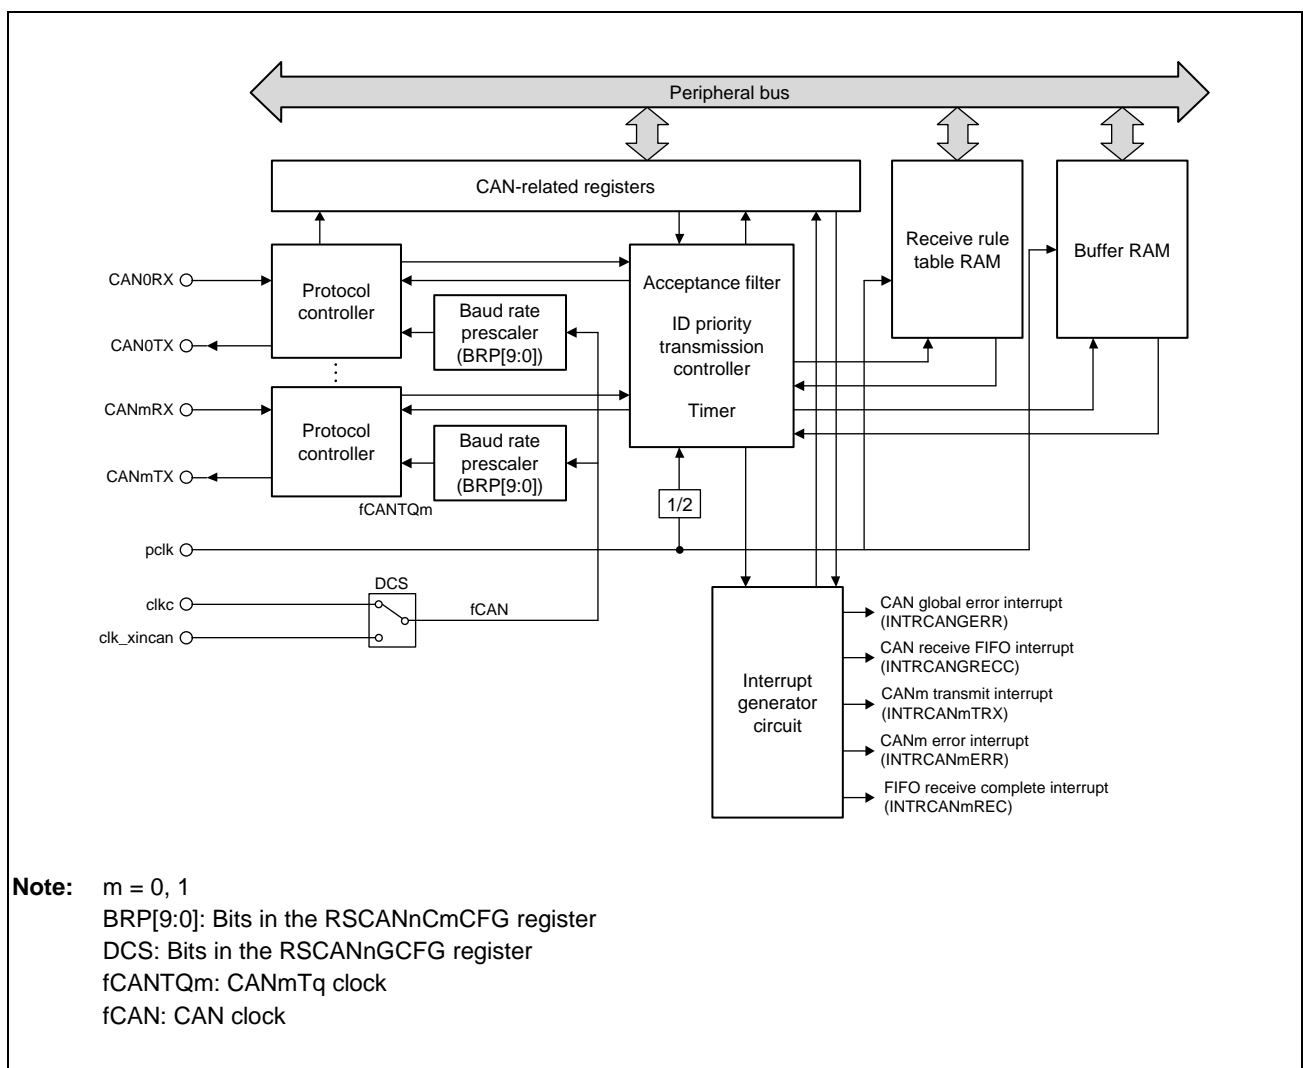 Peripheral bus
CAN-related registers
Receive rule
table RAM
Buffer RAM
CAN0RX
CAN0TX
Protocol
controller
Baud rate
prescaler
(BRP[9:0])
Acceptance filter
ID priority
transmission
controller
Timer
CANmRX
CANmTX
Protocol
controller
Baud rate
prescaler
(BRP[9:0])
fCANTQm
1/2
pclk
DCS
clkc
fCAN
clk_xincan
Interrupt
generator
circuit
CAN global error interrupt
(INTRCANGERR)
CAN receive FIFO interrupt
(INTRCANGRECC)
CANm transmit interrupt
(INTRCANmTRX)
CANm error interrupt
(INTRCANmERR)
FIFO receive complete interrupt
(INTRCANmREC)
Note: m = 0, 1
BRP[9:0]: Bits in the RSCANnCmCFG register
DCS: Bits in the RSCANnGCFG register
fCANTQm: CANmTq clock
fCAN: CAN clock